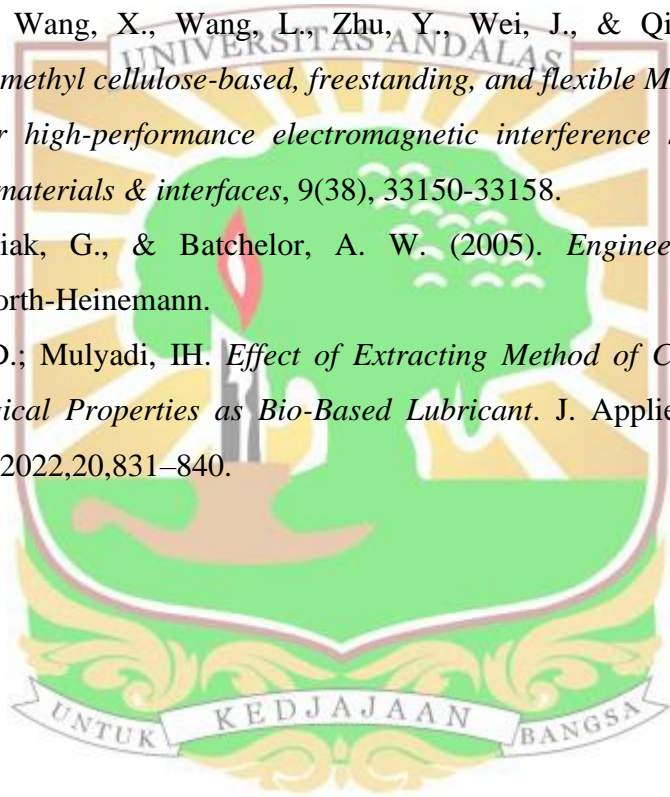 Wang, X., Wang, L., Zhu, Y., Wei, J., & Qi
UNIVERSITAS ANDALAS
methyl cellulose-based, freestanding, and flexible M
r high-performance electromagnetic interference
materials & interfaces, 9(38), 33150-33158.
iak, G., & Batchelor, A. W. (2005). Enginee
orth-Heinemann.
D.; Mulyadi, IH. Effect of Extracting Method of C
ical Properties as Bio-Based Lubricant. J. Applie
2022,20,831–840.
UNTUK KEDJAJAAN BANGSA